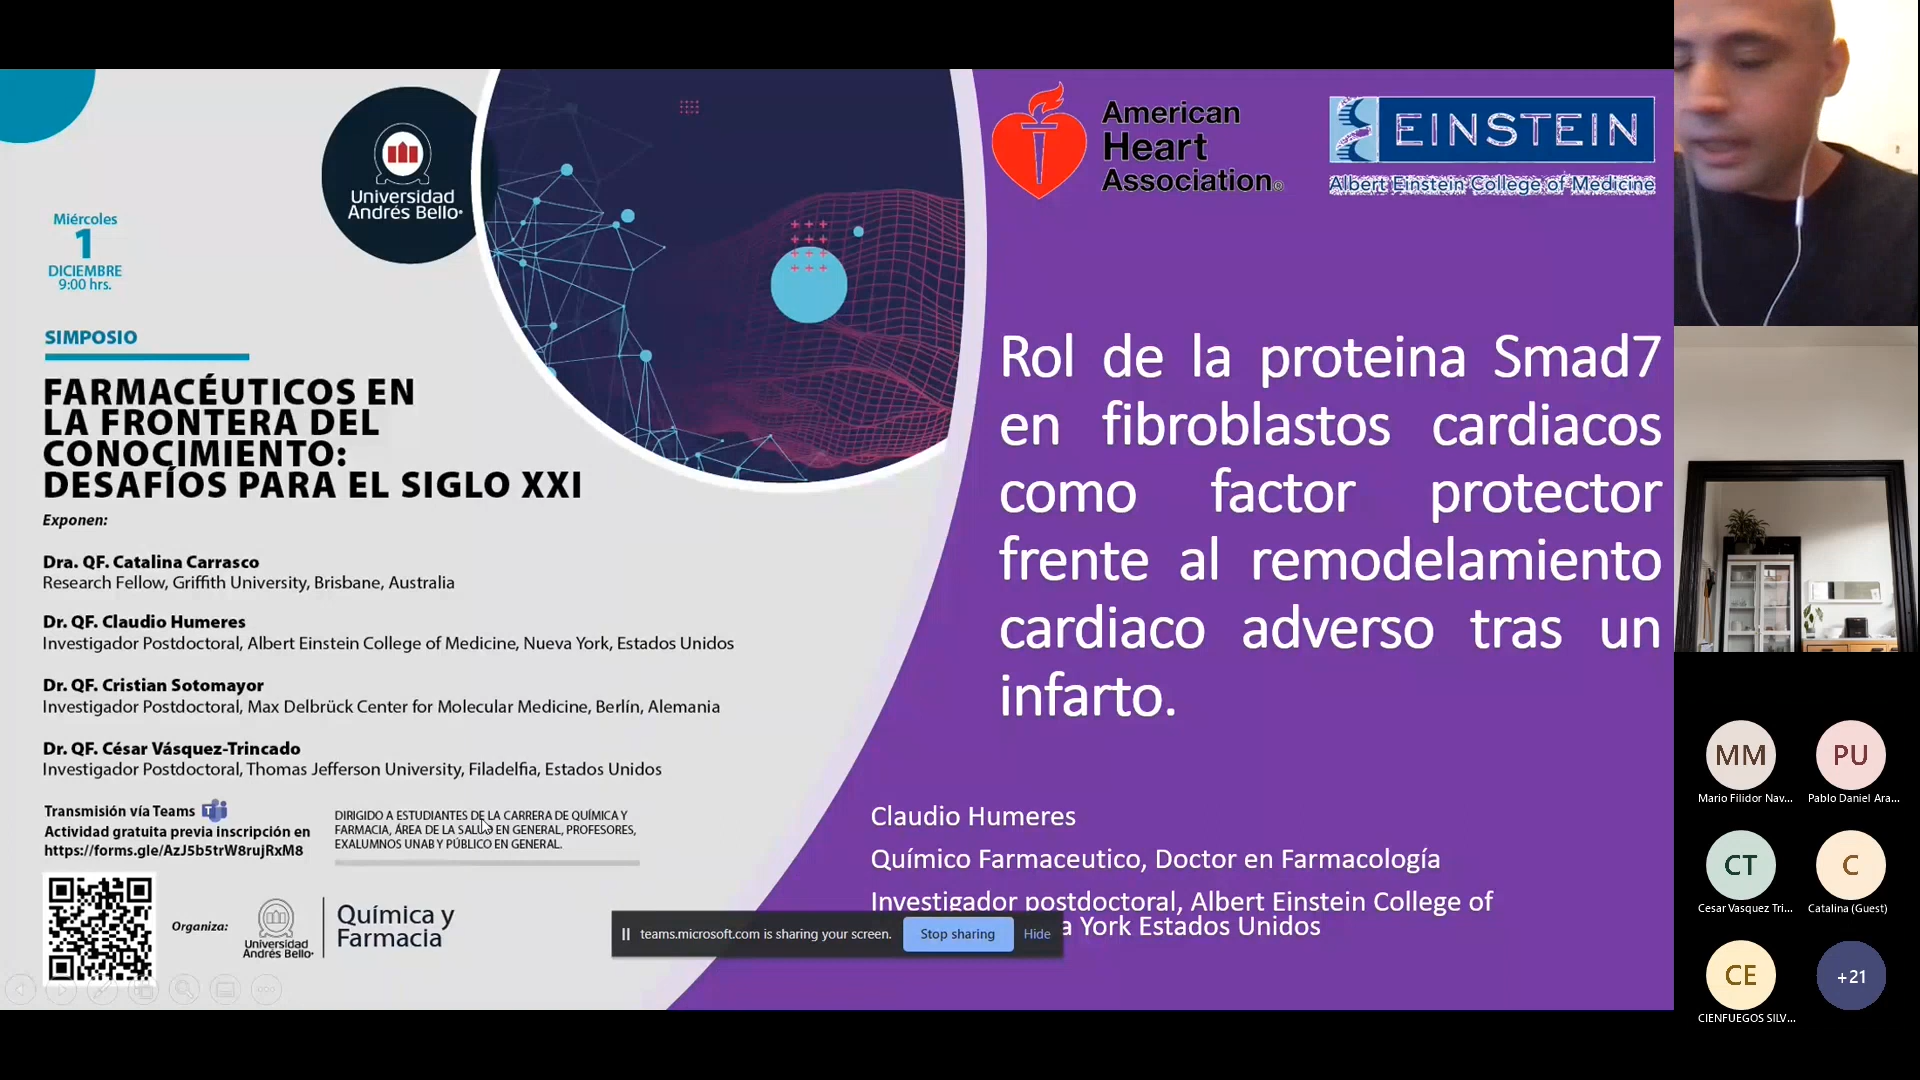 Universidad
Andrés Bello
Miércoles
1
DICIEMBRE
9:00 hrs.
SIMPOSIO
FARMACÉUTICOS EN
LA FRONTERA DEL
CONOCIMIENTO:
DESAFÍOS PARA EL SIGLO XXI
Exponen:
Dra. QF. Catalina Carrasco
Research Fellow, Griffith University, Brisbane, Australia
Dr. QF. Claudio Humeres
Investigador Postdoctoral, Albert Einstein College of Medicine, Nueva York, Estados Unidos
Dr. QF. Cristian Sotomayor
Investigador Postdoctoral, Max Delbrück Center for Molecular Medicine, Berlín, Alemania
Dr. QF. César Vásquez-Trincado
Investigador Postdoctoral, Thomas Jefferson University, Filadelfia, Estados Unidos
Transmisión vía Teams
Actividad gratuita previa inscripción en
https://forms.gle/AzJ5b5trW8rujRxM8
DIRIGIDO A ESTUDIANTES DE LA CARRERA DE QUÍMICA Y
FARMACIA, ÁREA DE LA SALUD EN GENERAL, PROFESORES,
EXALUMNOS UNAB Y PÚBLICO EN GENERAL.
Organiza:
Universidad
Andrés Bello
Química y
Farmacia
American
Heart
Association®
EINSTEIN
Albert Einstein College of Medicine
Rol de la proteina Smad7
en fibroblastos cardiacos
como factor protector
frente al remodelamiento
cardiaco adverso tras un
infarto.
Claudio Humeres
Químico Farmaceutico, Doctor en Farmacología
Investigador postdoctoral, Albert Einstein College of
a York Estados Unidos
teams.microsoft.com is sharing your screen.
Stop sharing
Hide
MM
Mario Filidor Nav...
PU
Pablo Daniel Ara...
CT
Cesar Vasquez Tri...
C
Catalina (Guest)
CE
CIENFUEGOS SILV...
+21